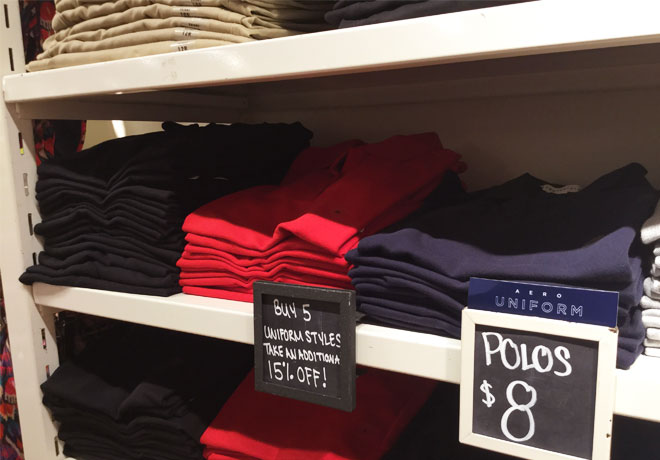 BUY 5
UNIFORM STYLES
TAKE AN ADDITIONA
15% OFF!
AERO
UNIFORM
POLOS
$8